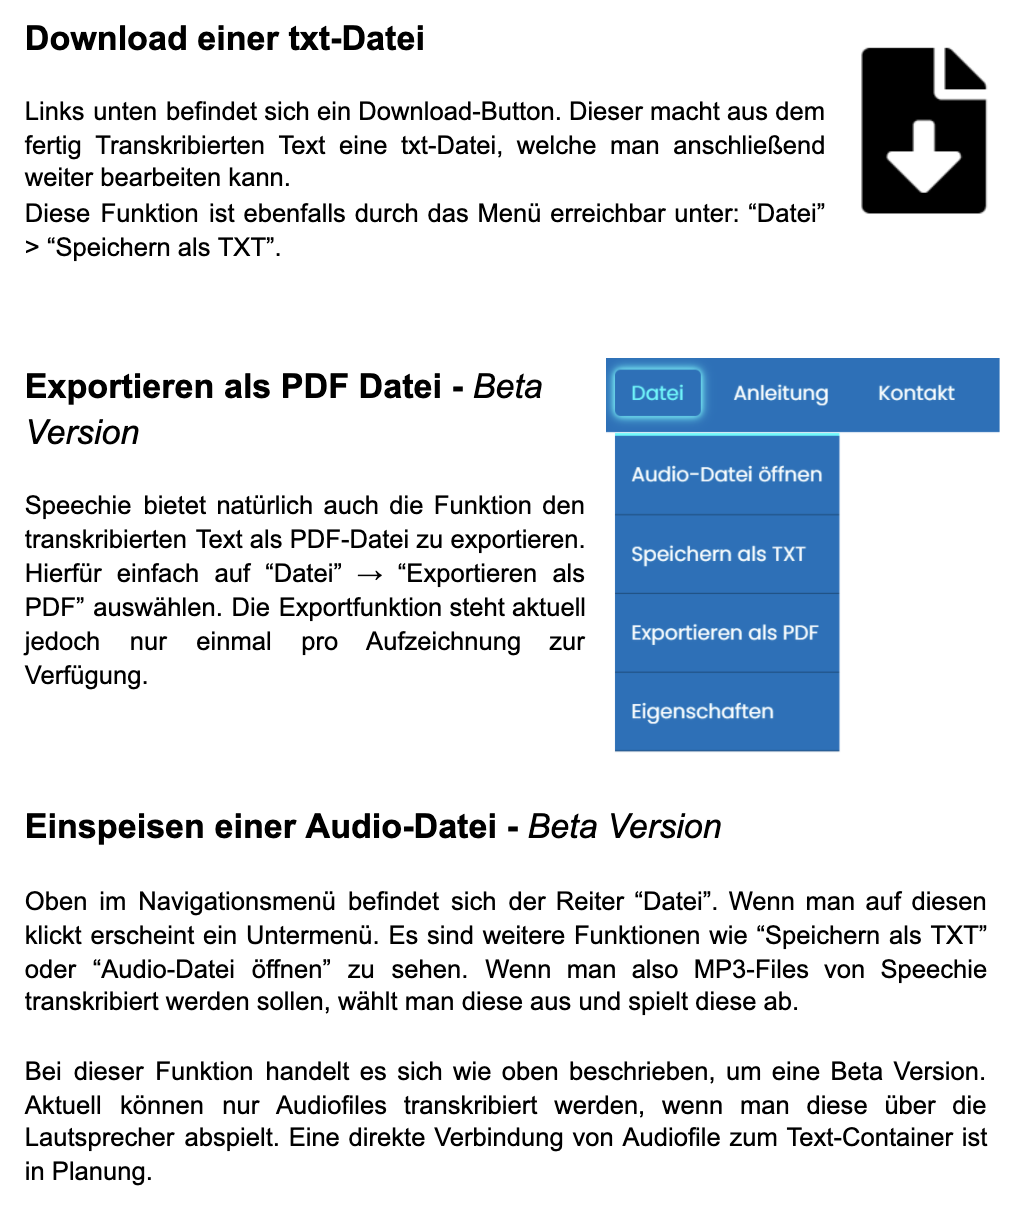 Download einer txt-Datei
Links unten befindet sich ein Download-Button. Dieser macht aus dem
fertig Transkribierten Text eine txt-Datei, welche man anschließend
weiter bearbeiten kann.
Diese Funktion ist ebenfalls durch das Menü erreichbar unter: “Datei”
> “Speichern als TXT”.
Exportieren als PDF Datei - Beta
Version
Speechie bietet natürlich auch die Funktion den
transkribierten Text als PDF-Datei zu exportieren.
Hierfür einfach auf “Datei” → “Exportieren als
PDF” auswählen. Die Exportfunktion steht aktuell
jedoch nur einmal pro Aufzeichnung zur
Verfügung.
Datei Anleitung Kontakt
Audio-Datei öffnen
Speichern als TXT
Exportieren als PDF
Eigenschaften
Einspeisen einer Audio-Datei - Beta Version
Oben im Navigationsmenü befindet sich der Reiter “Datei”. Wenn man auf diesen
klickt erscheint ein Untermenü. Es sind weitere Funktionen wie “Speichern als TXT”
oder “Audio-Datei öffnen” zu sehen. Wenn man also MP3-Files von Speechie
transkribiert werden sollen, wählt man diese aus und spielt diese ab.
Bei dieser Funktion handelt es sich wie oben beschrieben, um eine Beta Version.
Aktuell können nur Audiofiles transkribiert werden, wenn man diese über die
Lautsprecher abspielt. Eine direkte Verbindung von Audiofile zum Text-Container ist
in Planung.